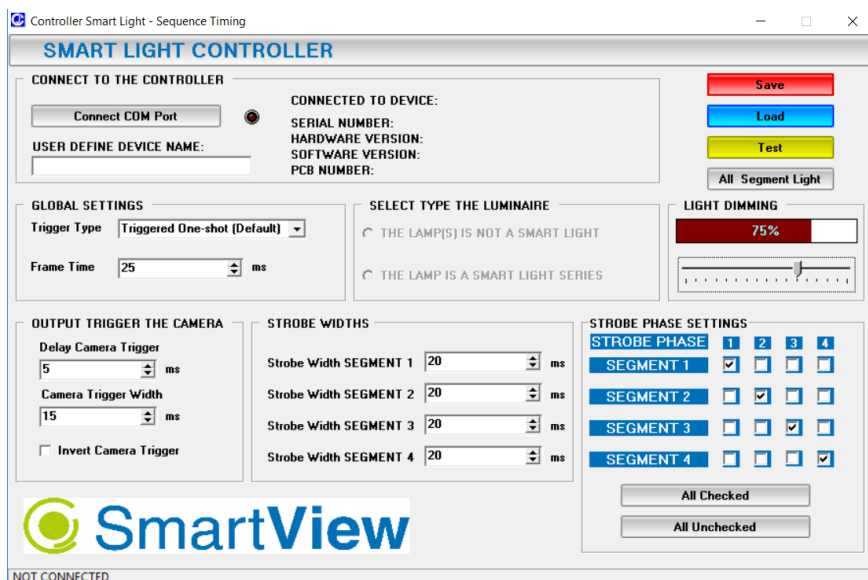 Controller Smart Light - Sequence Timing
SMART LIGHT CONTROLLER
CONNECT TO THE CONTROLLER
Connect COM Port
USER DEFINE DEVICE NAME:
CONNECTED TO DEVICE:
SERIAL NUMBER:
HARDWARE VERSION:
SOFTWARE VERSION:
PCB NUMBER:
Save
Load
Test
All Segment Light
GLOBAL SETTINGS
Trigger Type Triggered One-shot (Default)
Frame Time 25 ms
SELECT TYPE THE LUMINAIRE
THE LAMP(S) IS NOT A SMART LIGHT
THE LAMP IS A SMART LIGHT SERIES
LIGHT DIMMING
75%
OUTPUT TRIGGER THE CAMERA
Delay Camera Trigger
5 ms
Camera Trigger Width
15 ms
Invert Camera Trigger
STROBE WIDTHS
Strobe Width SEGMENT 1 20 ms
Strobe Width SEGMENT 2 20 ms
Strobe Width SEGMENT 3 20 ms
Strobe Width SEGMENT 4 20 ms
STROBE PHASE SETTINGS
STROBE PHASE 1 2 3 4
SEGMENT 1
SEGMENT 2
SEGMENT 3
SEGMENT 4
All Checked
All Unchecked
SmartView
NOT CONNECTED